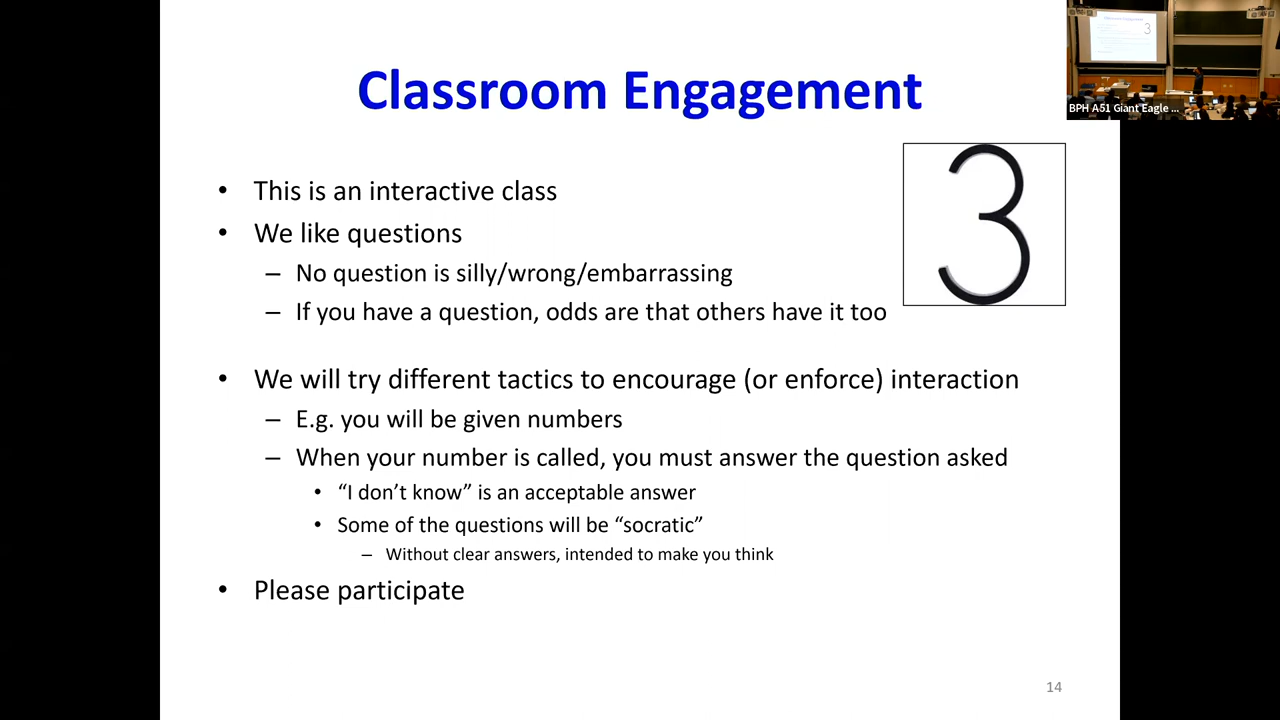 Classroom Engagement
BPH A51 Giant Eagle ...
3
• This is an interactive class
• We like questions
– No question is silly/wrong/embarrassing
– If you have a question, odds are that others have it too
• We will try different tactics to encourage (or enforce) interaction
– E.g. you will be given numbers
– When your number is called, you must answer the question asked
• “I don’t know” is an acceptable answer
• Some of the questions will be “socratic”
– Without clear answers, intended to make you think
• Please participate
14